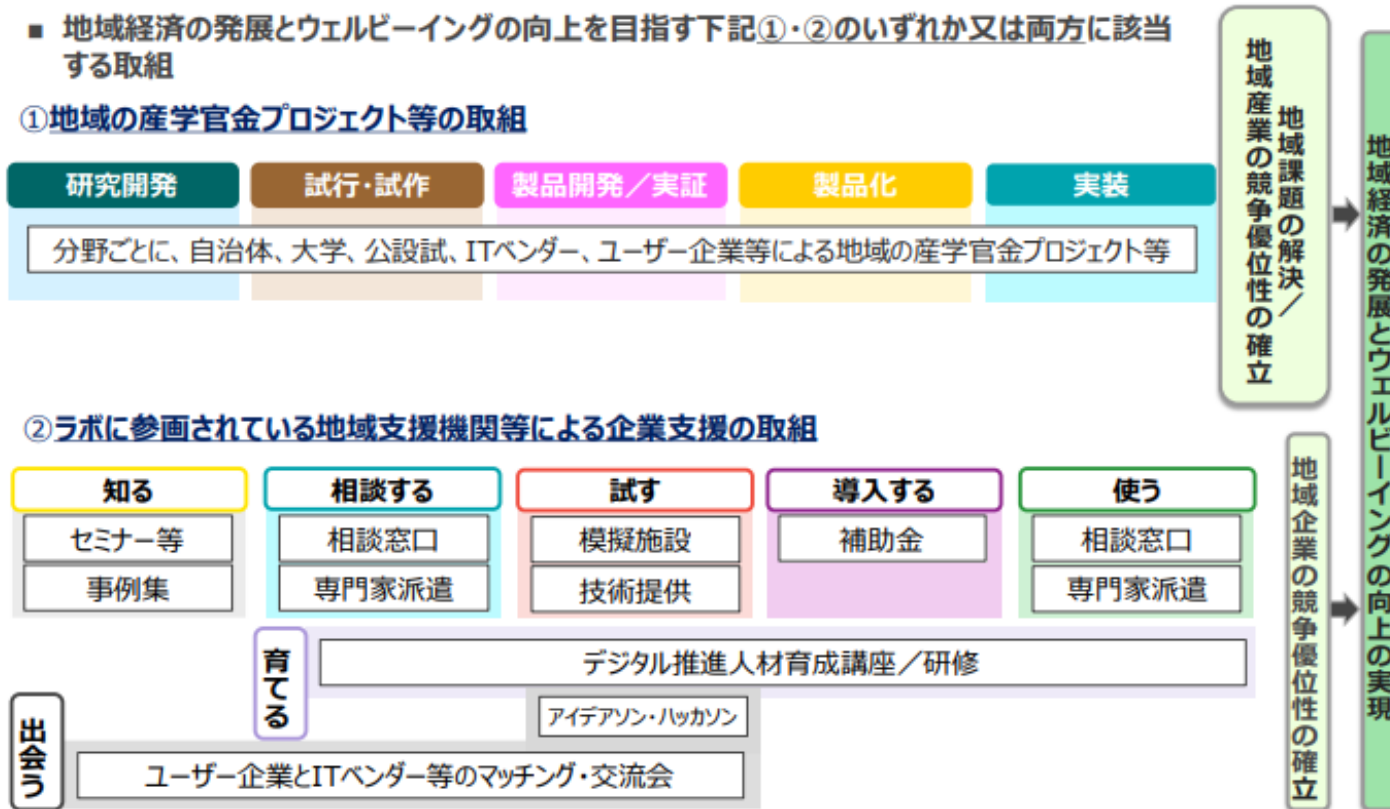 ■ 地域経済の発展とウェルビーイングの向上を目指す下記①・②のいずれか又は両方に該当
する取組
①地域の産学官金プロジェクト等の取組
研究開発
試行・試作
製品開発／実証
製品化
実装
分野ごとに、自治体、大学、公設試、ITベンダー、ユーザー企業等による地域の産学官金プロジェクト等
地域課題の解決／
地域産業の競争優位性の確立
②ラボに参画されている地域支援機関等による企業支援の取組
知る
セミナー等
事例集
相談する
相談窓口
専門家派遣
試す
模擬施設
技術提供
導入する
補助金
使う
相談窓口
専門家派遣
育てる
デジタル推進人材育成講座／研修
アイデアソン・ハッカソン
出会う
ユーザー企業とITベンダー等のマッチング・交流会
地域企業の競争優位性の確立
地域経済の発展とウェルビーイングの向上の実現